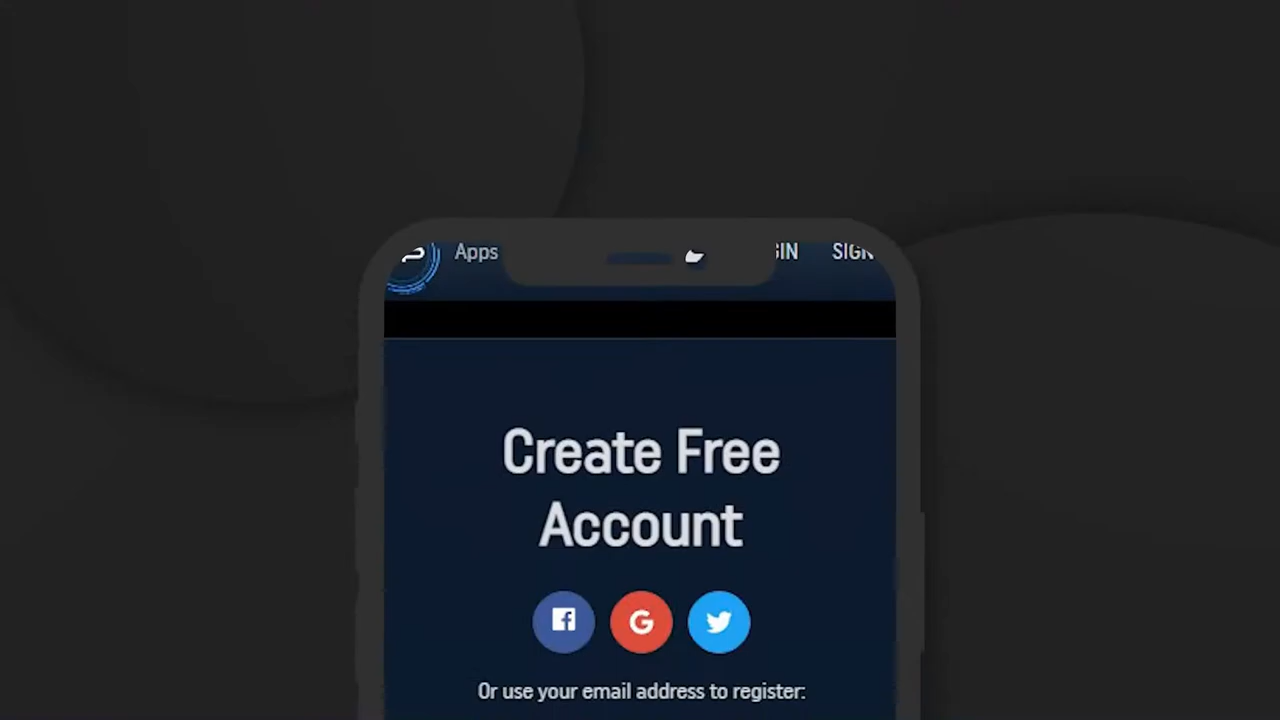 Apps SIGN
Create Free
Account
Or use your email address to register: